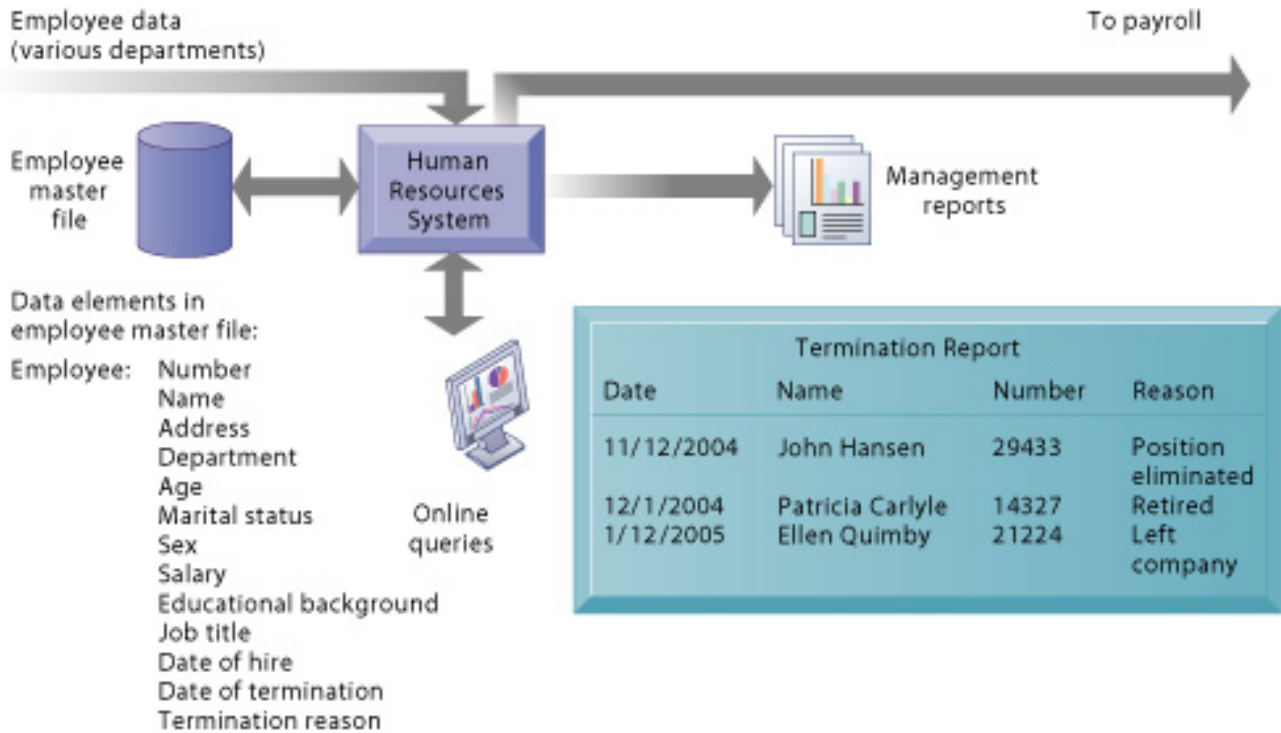 Employee data
(various departments)
To payroll
Employee
master
file
Human
Resources
System
Management
reports
Data elements in
employee master file:
Employee: Number
Name
Address
Department
Age
Marital status
Sex
Salary
Educational background
Job title
Date of hire
Date of termination
Termination reason
Online
queries
Termination Report
Date Name Number Reason
11/12/2004 John Hansen 29433 Position
eliminated
12/1/2004 Patricia Carlyle 14327 Retired
1/12/2005 Ellen Quimby 21224 Left
company